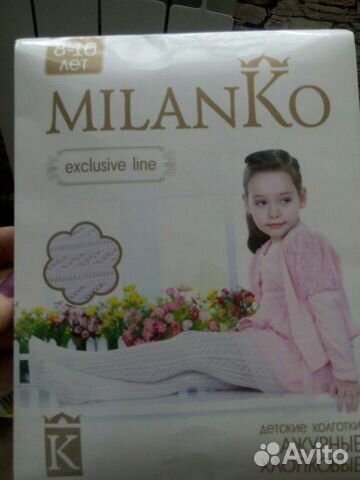 8-10
лет
MILANKO
exclusive line
K
детские колготки
АЖУРНЫЕ
ХЛОПКОВЫЕ
Avito